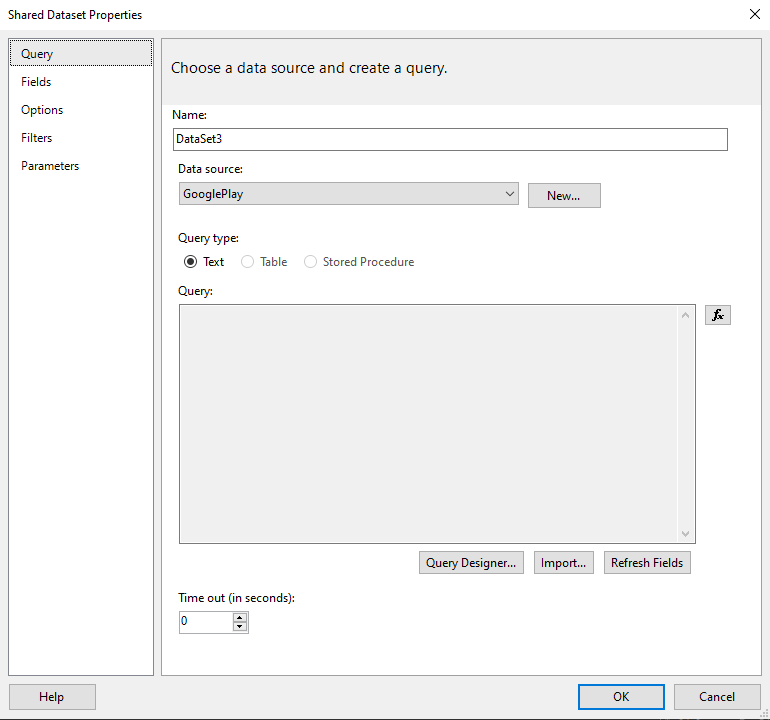 Shared Dataset Properties
Query
Fields
Options
Filters
Parameters
Choose a data source and create a query.
Name:
DataSet3
Data source:
GooglePlay
New...
Query type:
Text Table Stored Procedure
Query:
fx
Query Designer... Import... Refresh Fields
Time out (in seconds):
0
Help OK Cancel